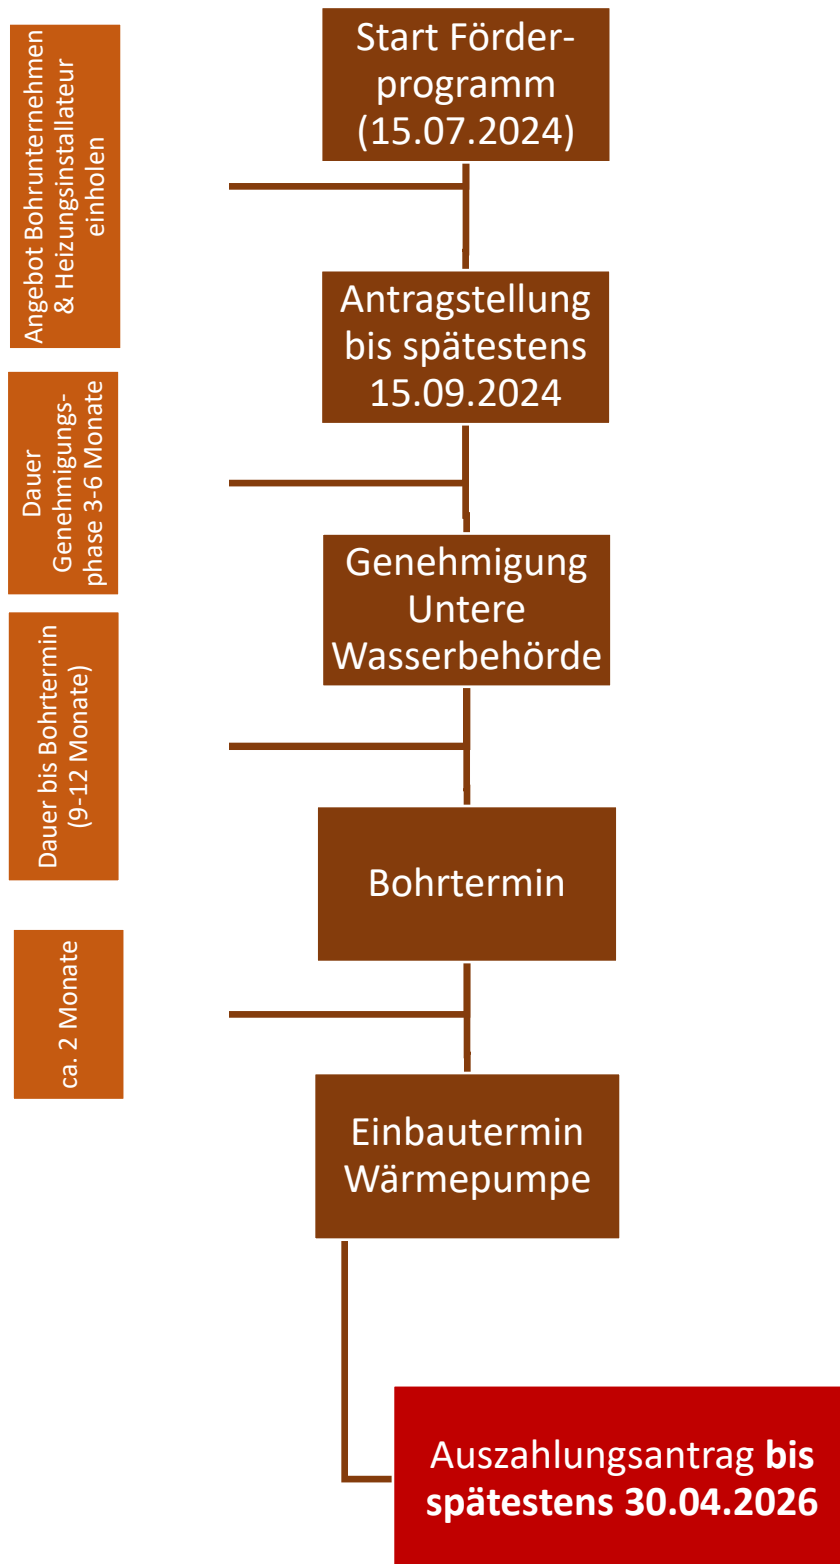 Start Förder-
programm
(15.07.2024)
Angebot Bohrunternehmen
& Heizungsinstallateur
einholen
Antragstellung
bis spätestens
15.09.2024
Dauer
Genehmigungs-
phase 3-6 Monate
Genehmigung
Untere
Wasserbehörde
Dauer bis Bohrtermin
(9-12 Monate)
Bohrtermin
ca. 2 Monate
Einbautermin
Wärmepumpe
Auszahlungsantrag bis
spätestens 30.04.2026